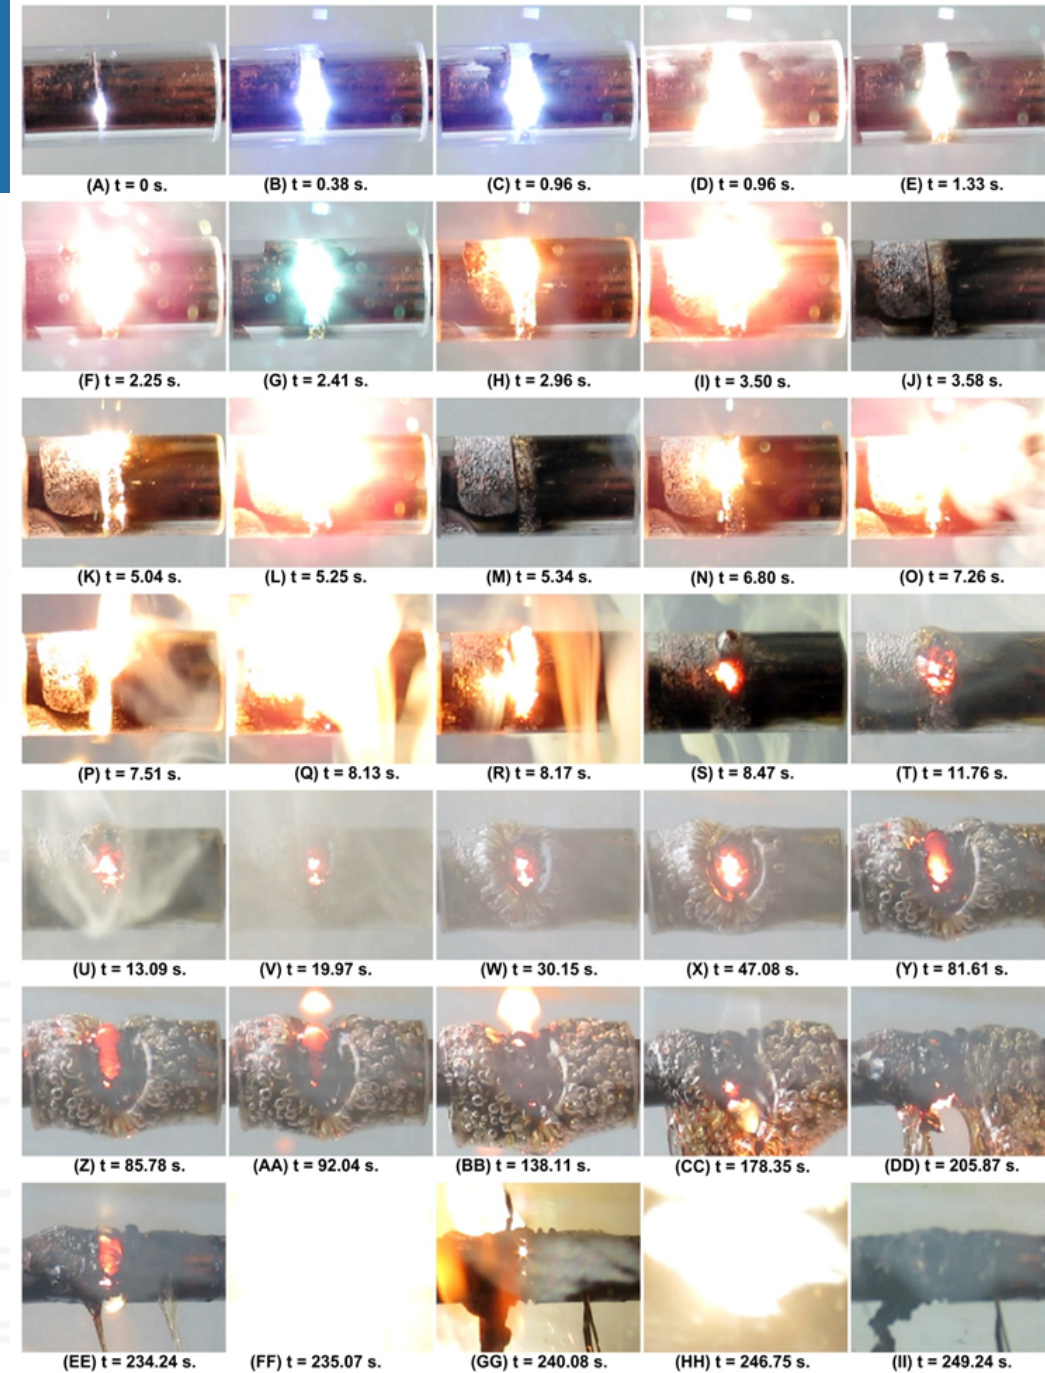 (A) t = 0 s. (B) t = 0.38 s. (C) t = 0.96 s. (D) t = 0.96 s. (E) t = 1.33 s.
(F) t = 2.25 s. (G) t = 2.41 s. (H) t = 2.96 s. (I) t = 3.50 s. (J) t = 3.58 s.
(K) t = 5.04 s. (L) t = 5.25 s. (M) t = 5.34 s. (N) t = 6.80 s. (O) t = 7.26 s.
(P) t = 7.51 s. (Q) t = 8.13 s. (R) t = 8.17 s. (S) t = 8.47 s. (T) t = 11.76 s.
(U) t = 13.09 s. (V) t = 19.97 s. (W) t = 30.15 s. (X) t = 47.08 s. (Y) t = 81.61 s.
(Z) t = 85.78 s. (AA) t = 92.04 s. (BB) t = 138.11 s. (CC) t = 178.35 s. (DD) t = 205.87 s.
(EE) t = 234.24 s. (FF) t = 235.07 s. (GG) t = 240.08 s. (HH) t = 246.75 s. (II) t = 249.24 s.